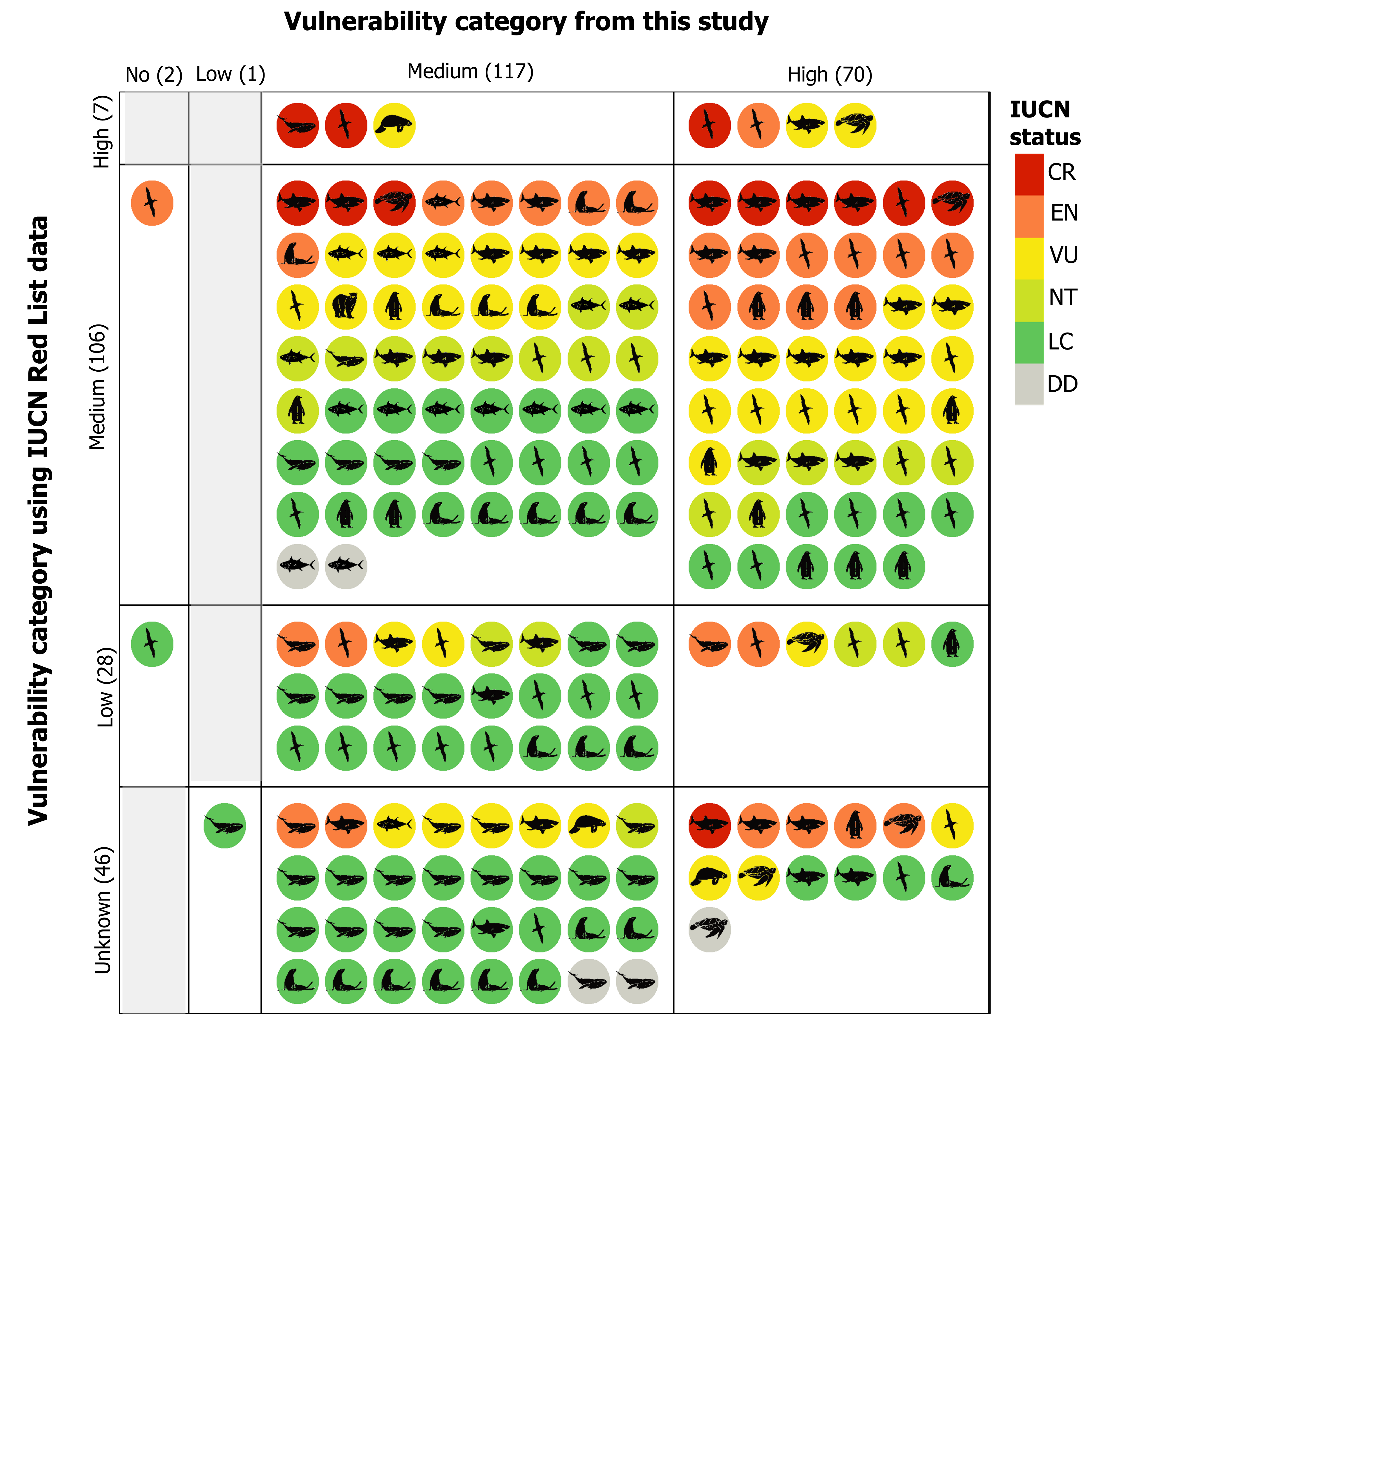 Vulnerability category from this study
No (2) Low (1) Medium (117) High (70)
Vulnerability category using IUCN Red List data
High (7)
Medium (106)
Low (28)
Unknown (46)
IUCN
status
CR
EN
VU
NT
LC
DD